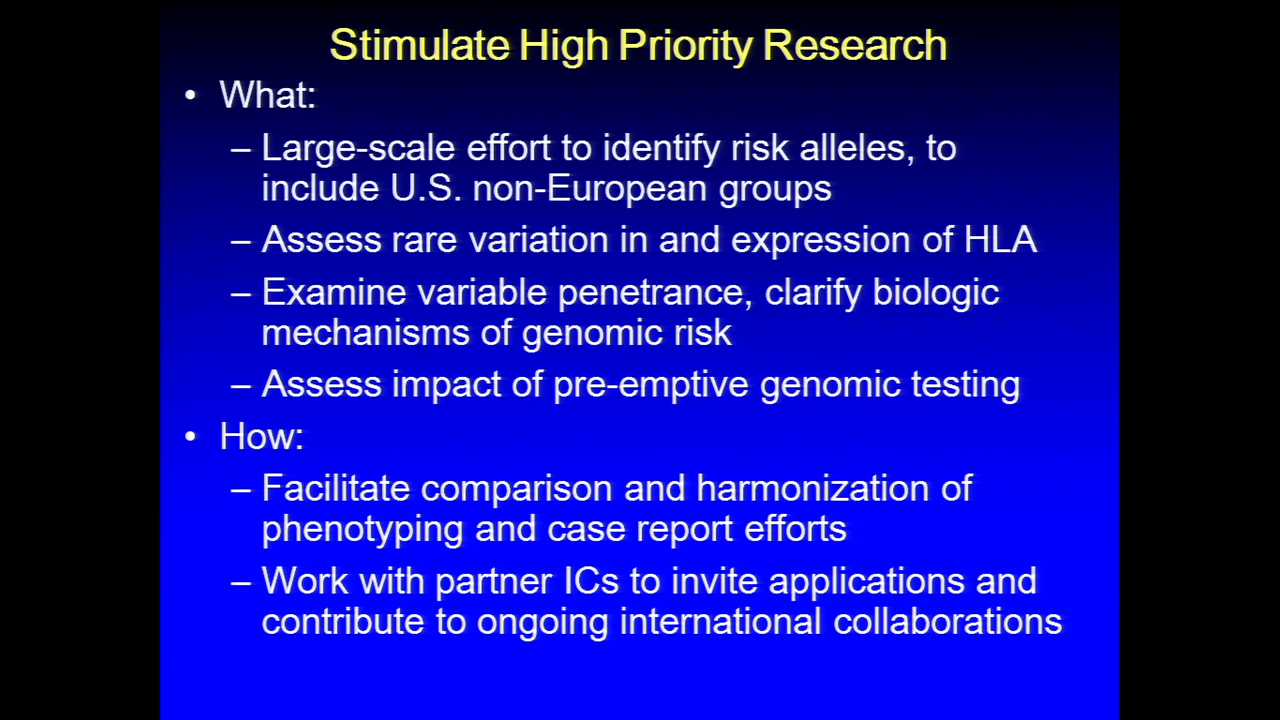 Stimulate High Priority Research
• What:
– Large-scale effort to identify risk alleles, to
include U.S. non-European groups
– Assess rare variation in and expression of HLA
– Examine variable penetrance, clarify biologic
mechanisms of genomic risk
– Assess impact of pre-emptive genomic testing
• How:
– Facilitate comparison and harmonization of
phenotyping and case report efforts
– Work with partner ICs to invite applications and
contribute to ongoing international collaborations